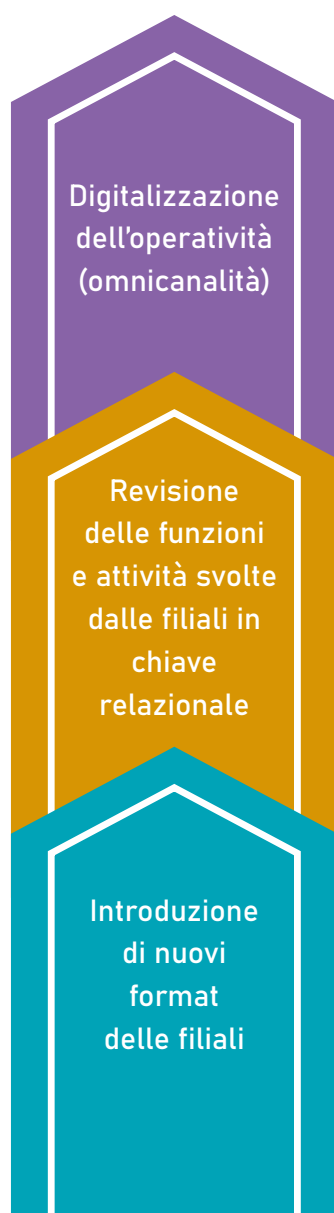 Digitalizzazione
dell'operatività
(omnicanalità)
Revisione
delle funzioni
e attività svolte
dalle filiali in
chiave
relazionale
Introduzione
di nuovi
format
delle filiali